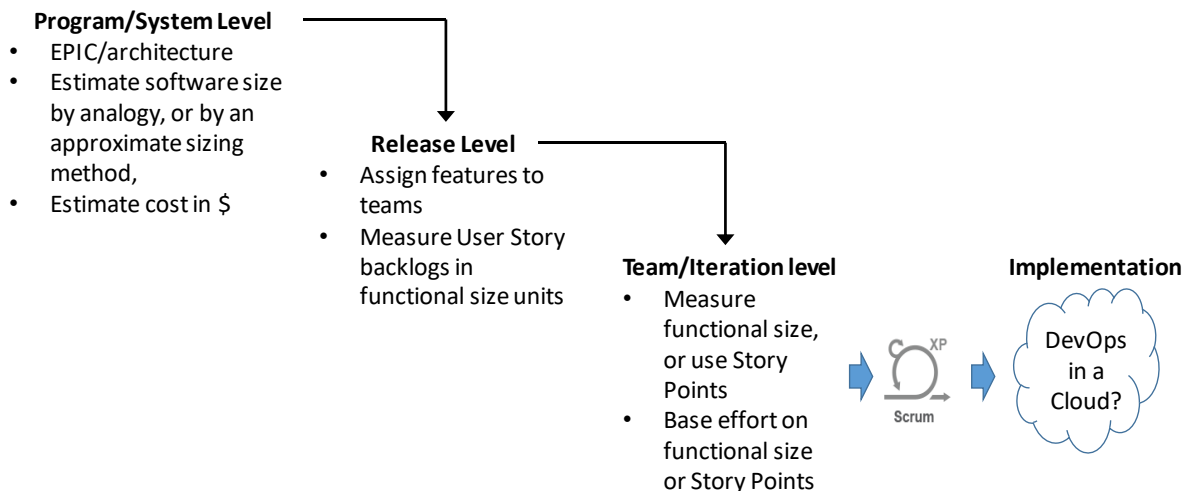 Program/System Level
• EPIC/architecture
• Estimate software size
by analogy, or by an
approximate sizing
method,
• Estimate cost in $
Release Level
• Assign features to
teams
• Measure User Story
backlogs in
functional size units
Team/Iteration level
• Measure
functional size,
or use Story
Points
• Base effort on
functional size
or Story Points
XP
Scrum
Implementation
DevOps
in a
Cloud?